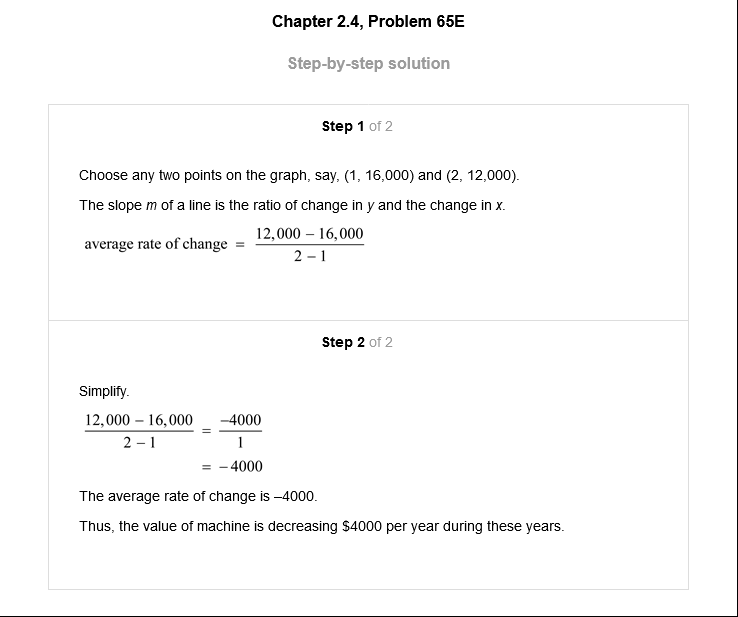 Chapter 2.4, Problem 65E
Step-by-step solution
Step 1 of 2
Choose any two points on the graph, say, (1, 16,000) and (2, 12,000).
The slope m of a line is the ratio of change in y and the change in x.
average rate of change = 12,000 – 16,000 / 2 – 1
Step 2 of 2
Simplify.
12,000 – 16,000 / 2 – 1 = –4000 / 1
= –4000
The average rate of change is –4000.
Thus, the value of machine is decreasing $4000 per year during these years.